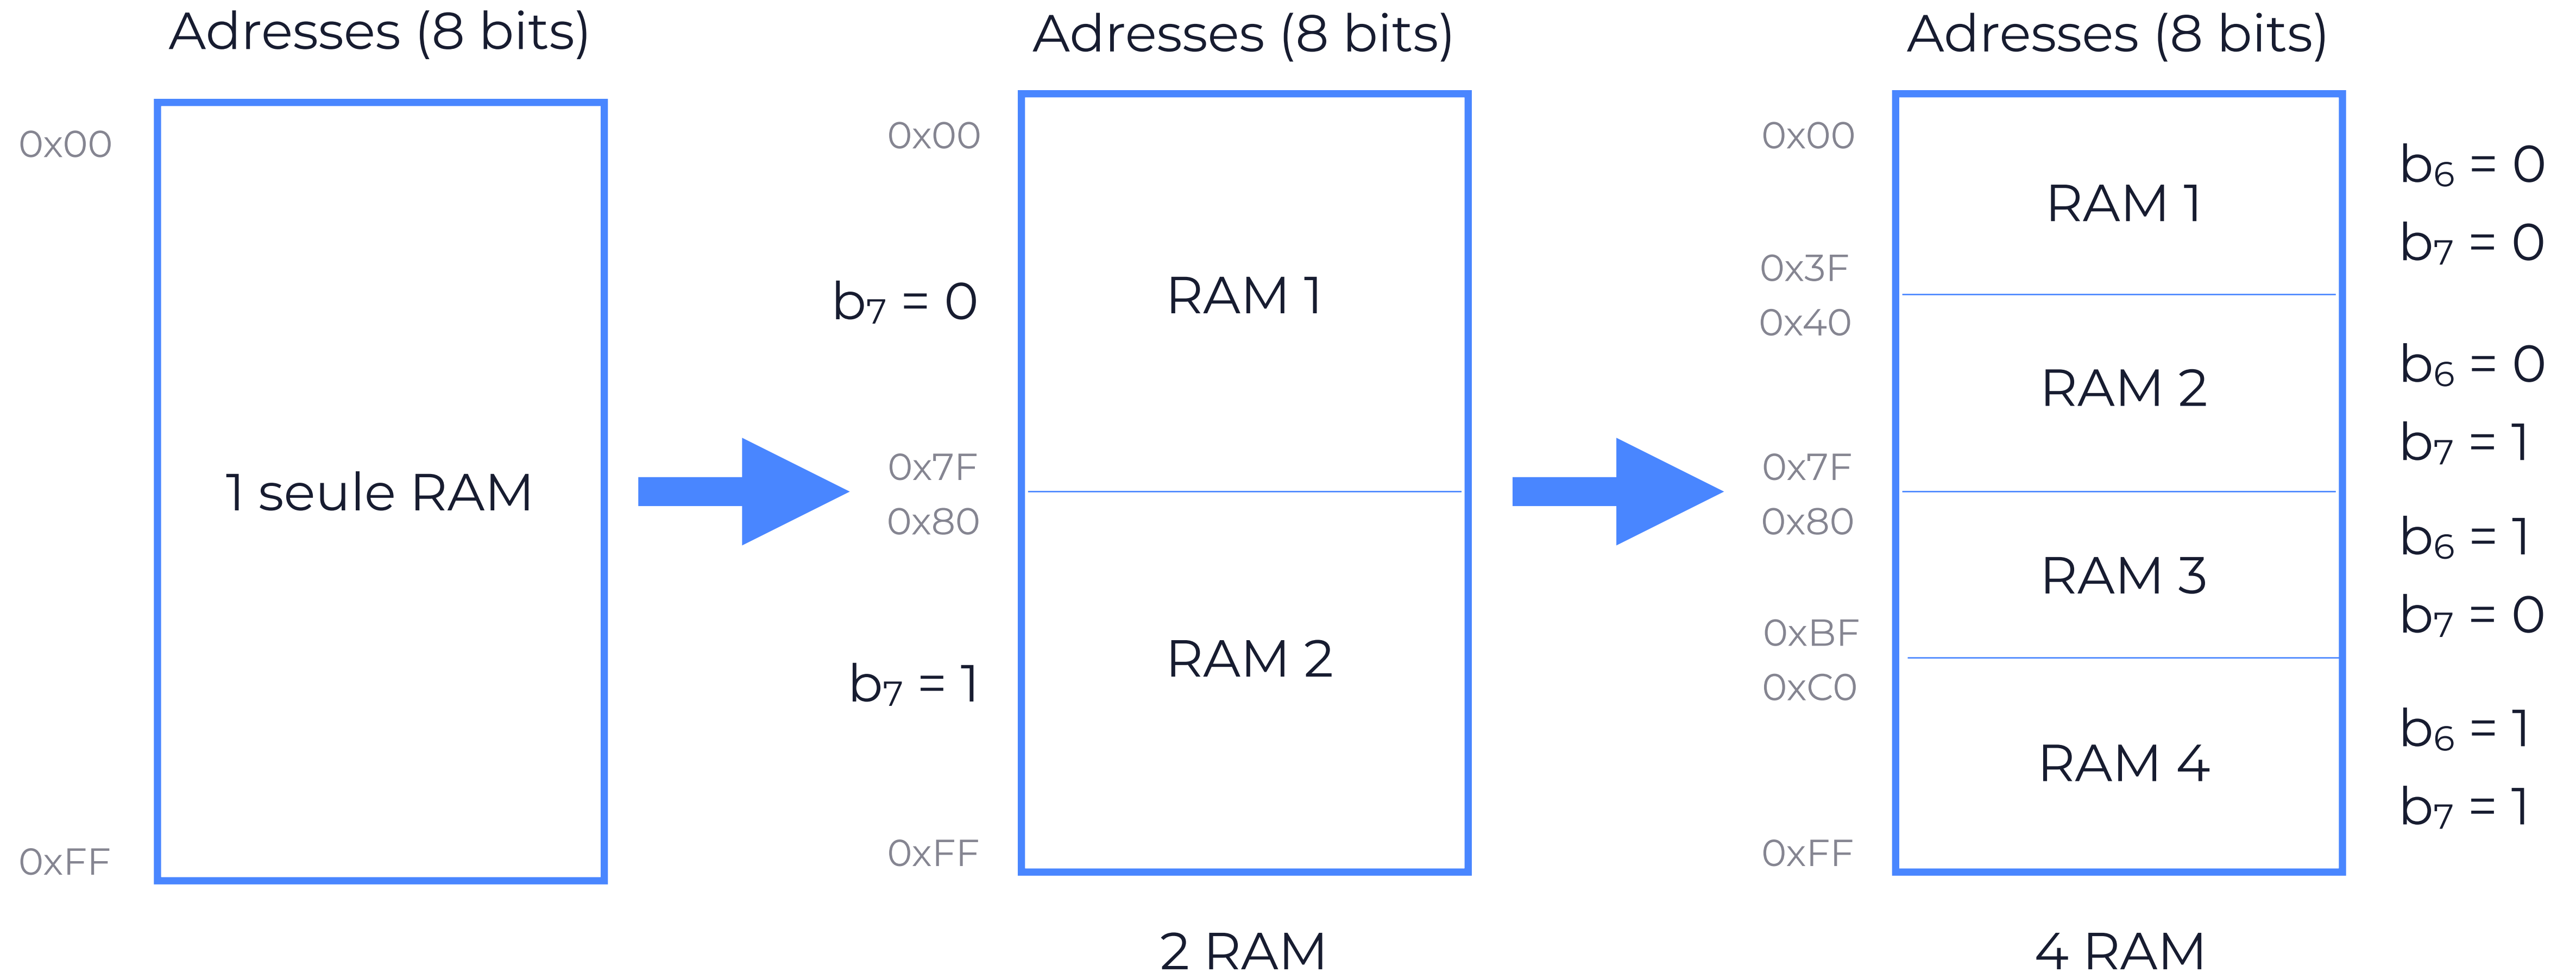 Adresses (8 bits)
0x00
1 seule RAM
0xFF
Adresses (8 bits)
0x00
b₇ = 0
RAM 1
0x7F
0x80
b₇ = 1
RAM 2
0xFF
2 RAM
Adresses (8 bits)
0x00
RAM 1
b₆ = 0
b₇ = 0
0x3F
0x40
RAM 2
b₆ = 0
b₇ = 1
0x7F
0x80
RAM 3
b₆ = 1
b₇ = 0
0xBF
0xC0
RAM 4
b₆ = 1
b₇ = 1
0xFF
4 RAM